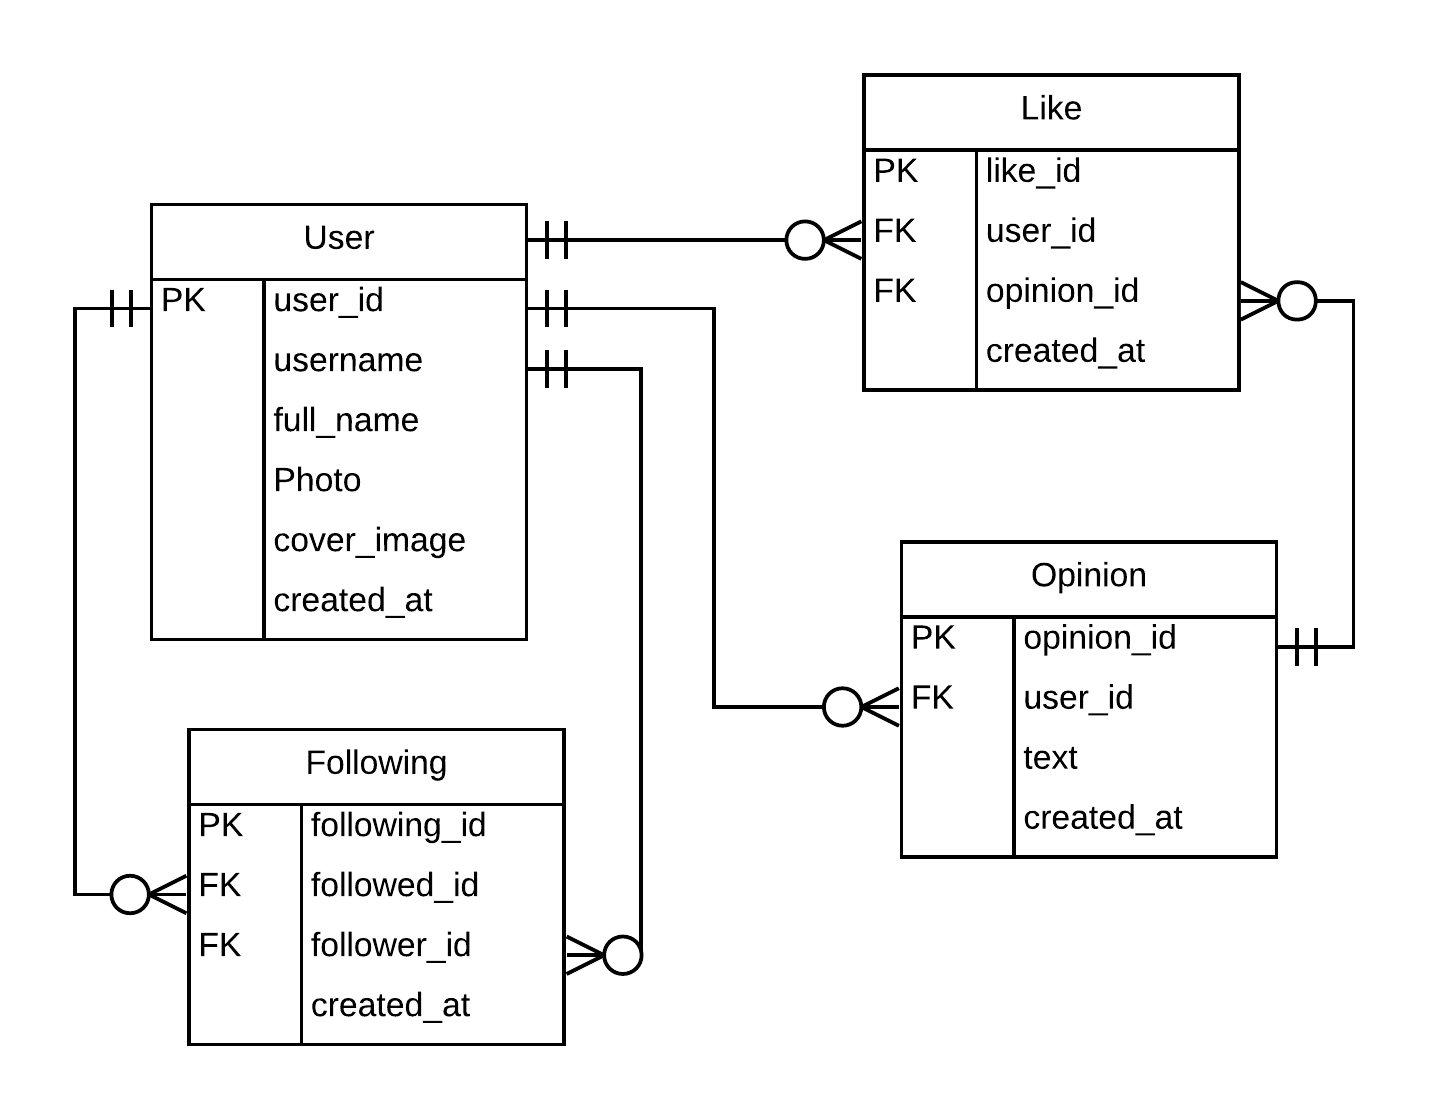 User
PK user_id
username
full_name
Photo
cover_image
created_at
Like
PK like_id
FK user_id
FK opinion_id
created_at
Following
PK following_id
FK followed_id
FK follower_id
created_at
Opinion
PK opinion_id
FK user_id
text
created_at